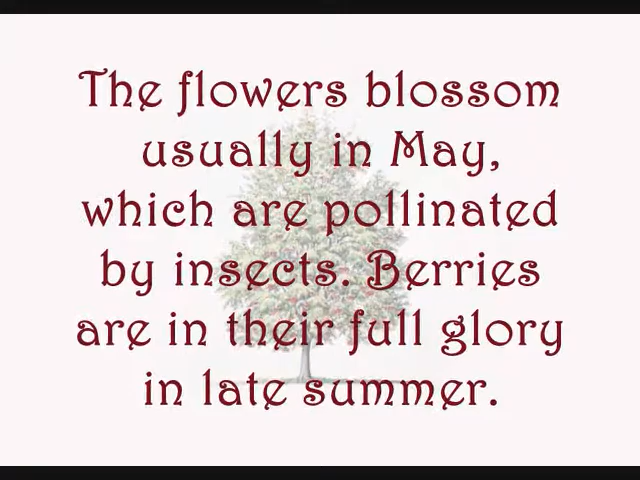 The flowers blossom
usually in May,
which are pollinated
by insects. Berries
are in their full glory
in late summer.